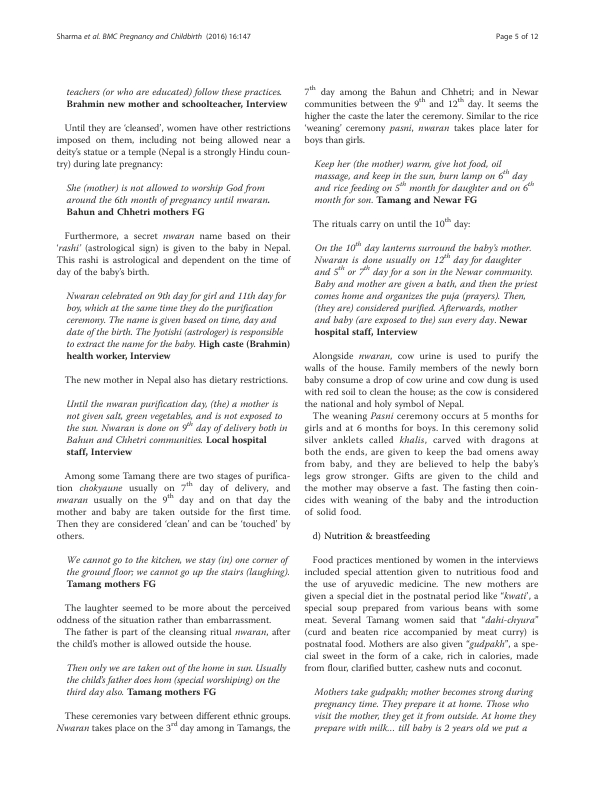 Sharma et al. BMC Pregnancy and Childbirth (2016) 16:147
Page 5 of 12
teachers (or who are educated) follow these practices.
Brahmin new mother and schoolteacher, Interview
Until they are ‘cleansed’, women have other restrictions
imposed on them, including not being allowed near a
deity’s statue or a temple (Nepal is a strongly Hindu coun-
try) during late pregnancy:
She (mother) is not allowed to worship God from
around the 6th month of pregnancy until nwaran.
Bahun and Chhetri mothers FG
Furthermore, a secret nwaran name based on their
‘rashi’ (astrological sign) is given to the baby in Nepal.
This rashi is astrological and dependent on the time of
day of the baby’s birth.
Nwaran celebrated on 9th day for girl and 11th day for
boy, which at the same time they do the purification
ceremony. The name is given based on time, day and
date of the birth. The Jyotishi (astrologer) is responsible
to extract the name for the baby. High caste (Brahmin)
health worker, Interview
The new mother in Nepal also has dietary restrictions.
Until the nwaran purification day, (the) a mother is
not given salt, green vegetables, and is not exposed to
the sun. Nwaran is done on 9th day of delivery both in
Bahun and Chhetri communities. Local hospital
staff, Interview
Among some Tamang there are two stages of purifica-
tion chokyaune usually on 7th day of delivery, and
nwaran usually on the 9th day and on that day the
mother and baby are taken outside for the first time.
Then they are considered ‘clean’ and can be ‘touched’ by
others.
We cannot go to the kitchen, we stay (in) one corner of
the ground floor; we cannot go up the stairs (laughing).
Tamang mothers FG
The laughter seemed to be more about the perceived
oddness of the situation rather than embarrassment.
The father is part of the cleansing ritual nwaran, after
the child’s mother is allowed outside the house.
Then only we are taken out of the home in sun. Usually
the child’s father does hom (special worshiping) on the
third day also. Tamang mothers FG
These ceremonies vary between different ethnic groups.
Nwaran takes place on the 3rd day among in Tamangs, the
7th day among the Bahun and Chhetri; and in Newar
communities between the 9th and 12th day. It seems the
higher the caste the later the ceremony. Similar to the rice
‘weaning’ ceremony pasni, nwaran takes place later for
boys than girls.
Keep her (the mother) warm, give hot food, oil
massage, and keep in the sun, burn lamp on 6th day
and rice feeding on 5th month for daughter and on 6th
month for son. Tamang and Newar FG
The rituals carry on until the 10th day:
On the 10th day lanterns surround the baby’s mother.
Nwaran is done usually on 12th day for daughter
and 5th or 7th day for a son in the Newar community.
Baby and mother are given a bath, and then the priest
comes home and organizes the puja (prayers). Then,
(they are) considered purified. Afterwards, mother
and baby (are exposed to the) sun every day. Newar
hospital staff, Interview
Alongside nwaran, cow urine is used to purify the
walls of the house. Family members of the newly born
baby consume a drop of cow urine and cow dung is used
with red soil to clean the house; as the cow is considered
the national and holy symbol of Nepal.
The weaning Pasni ceremony occurs at 5 months for
girls and at 6 months for boys. In this ceremony solid
silver anklets called khalis, carved with dragons at
both the ends, are given to keep the bad omens away
from baby, and they are believed to help the baby’s
legs grow stronger. Gifts are given to the child and
the mother may observe a fast. The fasting then coin-
cides with weaning of the baby and the introduction
of solid food.
d) Nutrition & breastfeeding
Food practices mentioned by women in the interviews
included special attention given to nutritious food and
the use of aryuvedic medicine. The new mothers are
given a special diet in the postnatal period like “kwati’, a
special soup prepared from various beans with some
meat. Several Tamang women said that “dahi-chyura”
(curd and beaten rice accompanied by meat curry) is
postnatal food. Mothers are also given “gudpakh”, a spe-
cial sweet in the form of a cake, rich in calories, made
from flour, clarified butter, cashew nuts and coconut.
Mothers take gudpakh; mother becomes strong during
pregnancy time. They prepare it at home. Those who
visit the mother, they get it from outside. At home they
prepare with milk… till baby is 2 years old we put a